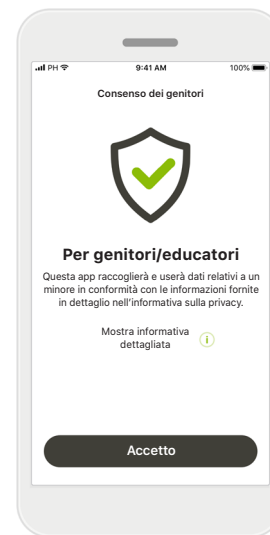 PH 9:41 AM 100%
Consenso dei genitori
Per genitori/educatori
Questa app raccoglierà e userà dati relativi a un
minore in conformità con le informazioni fornite
in dettaglio nell'informativa sulla privacy.
Mostra informativa
dettagliata
i
Accetto